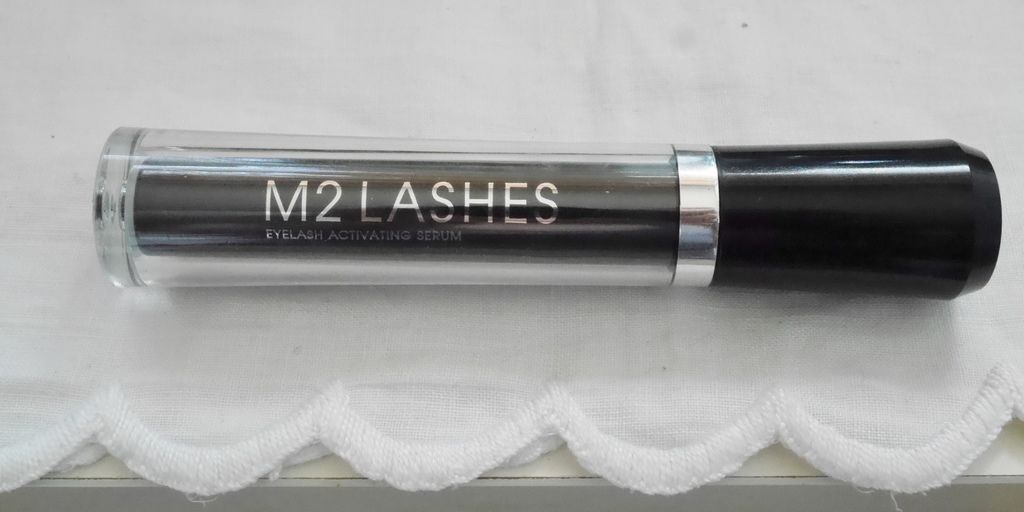 M2 LASHES
EYELASH ACTIVATING SERUM